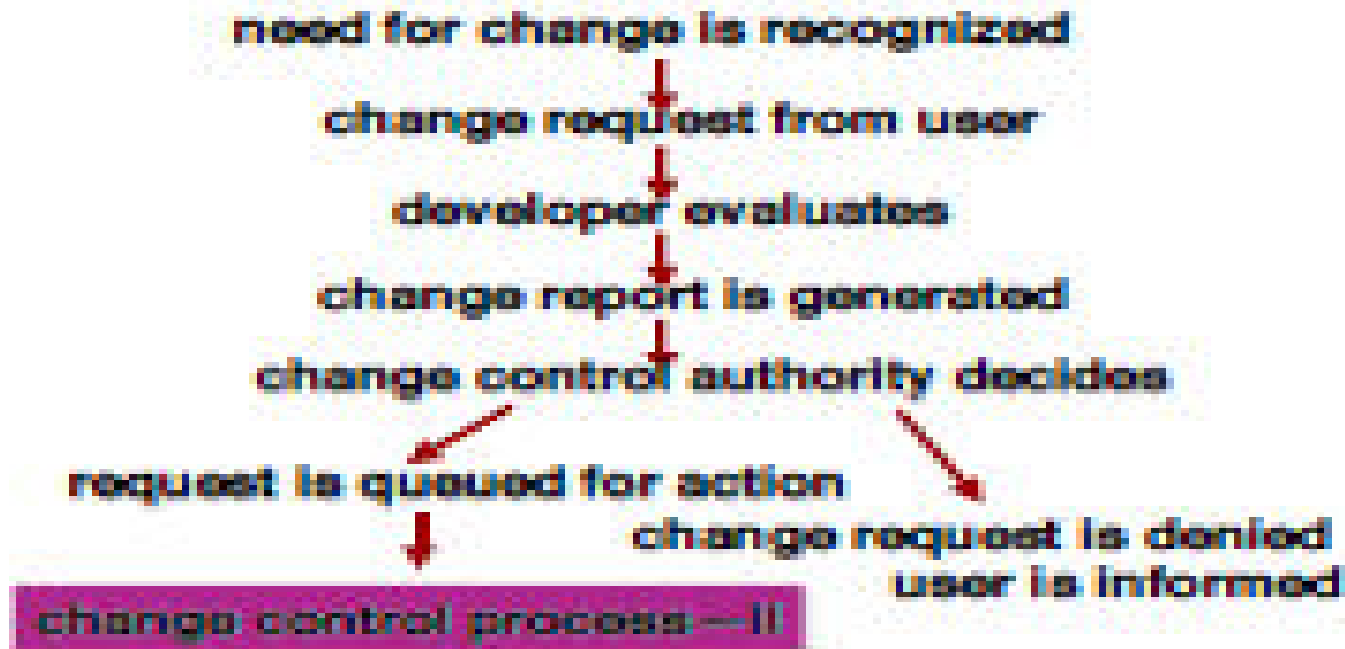 need for change is recognized
change request from user
developer evaluates
change report is generated
change control authority decides
request is queued for action
change request is denied
user is informed
change control process—II